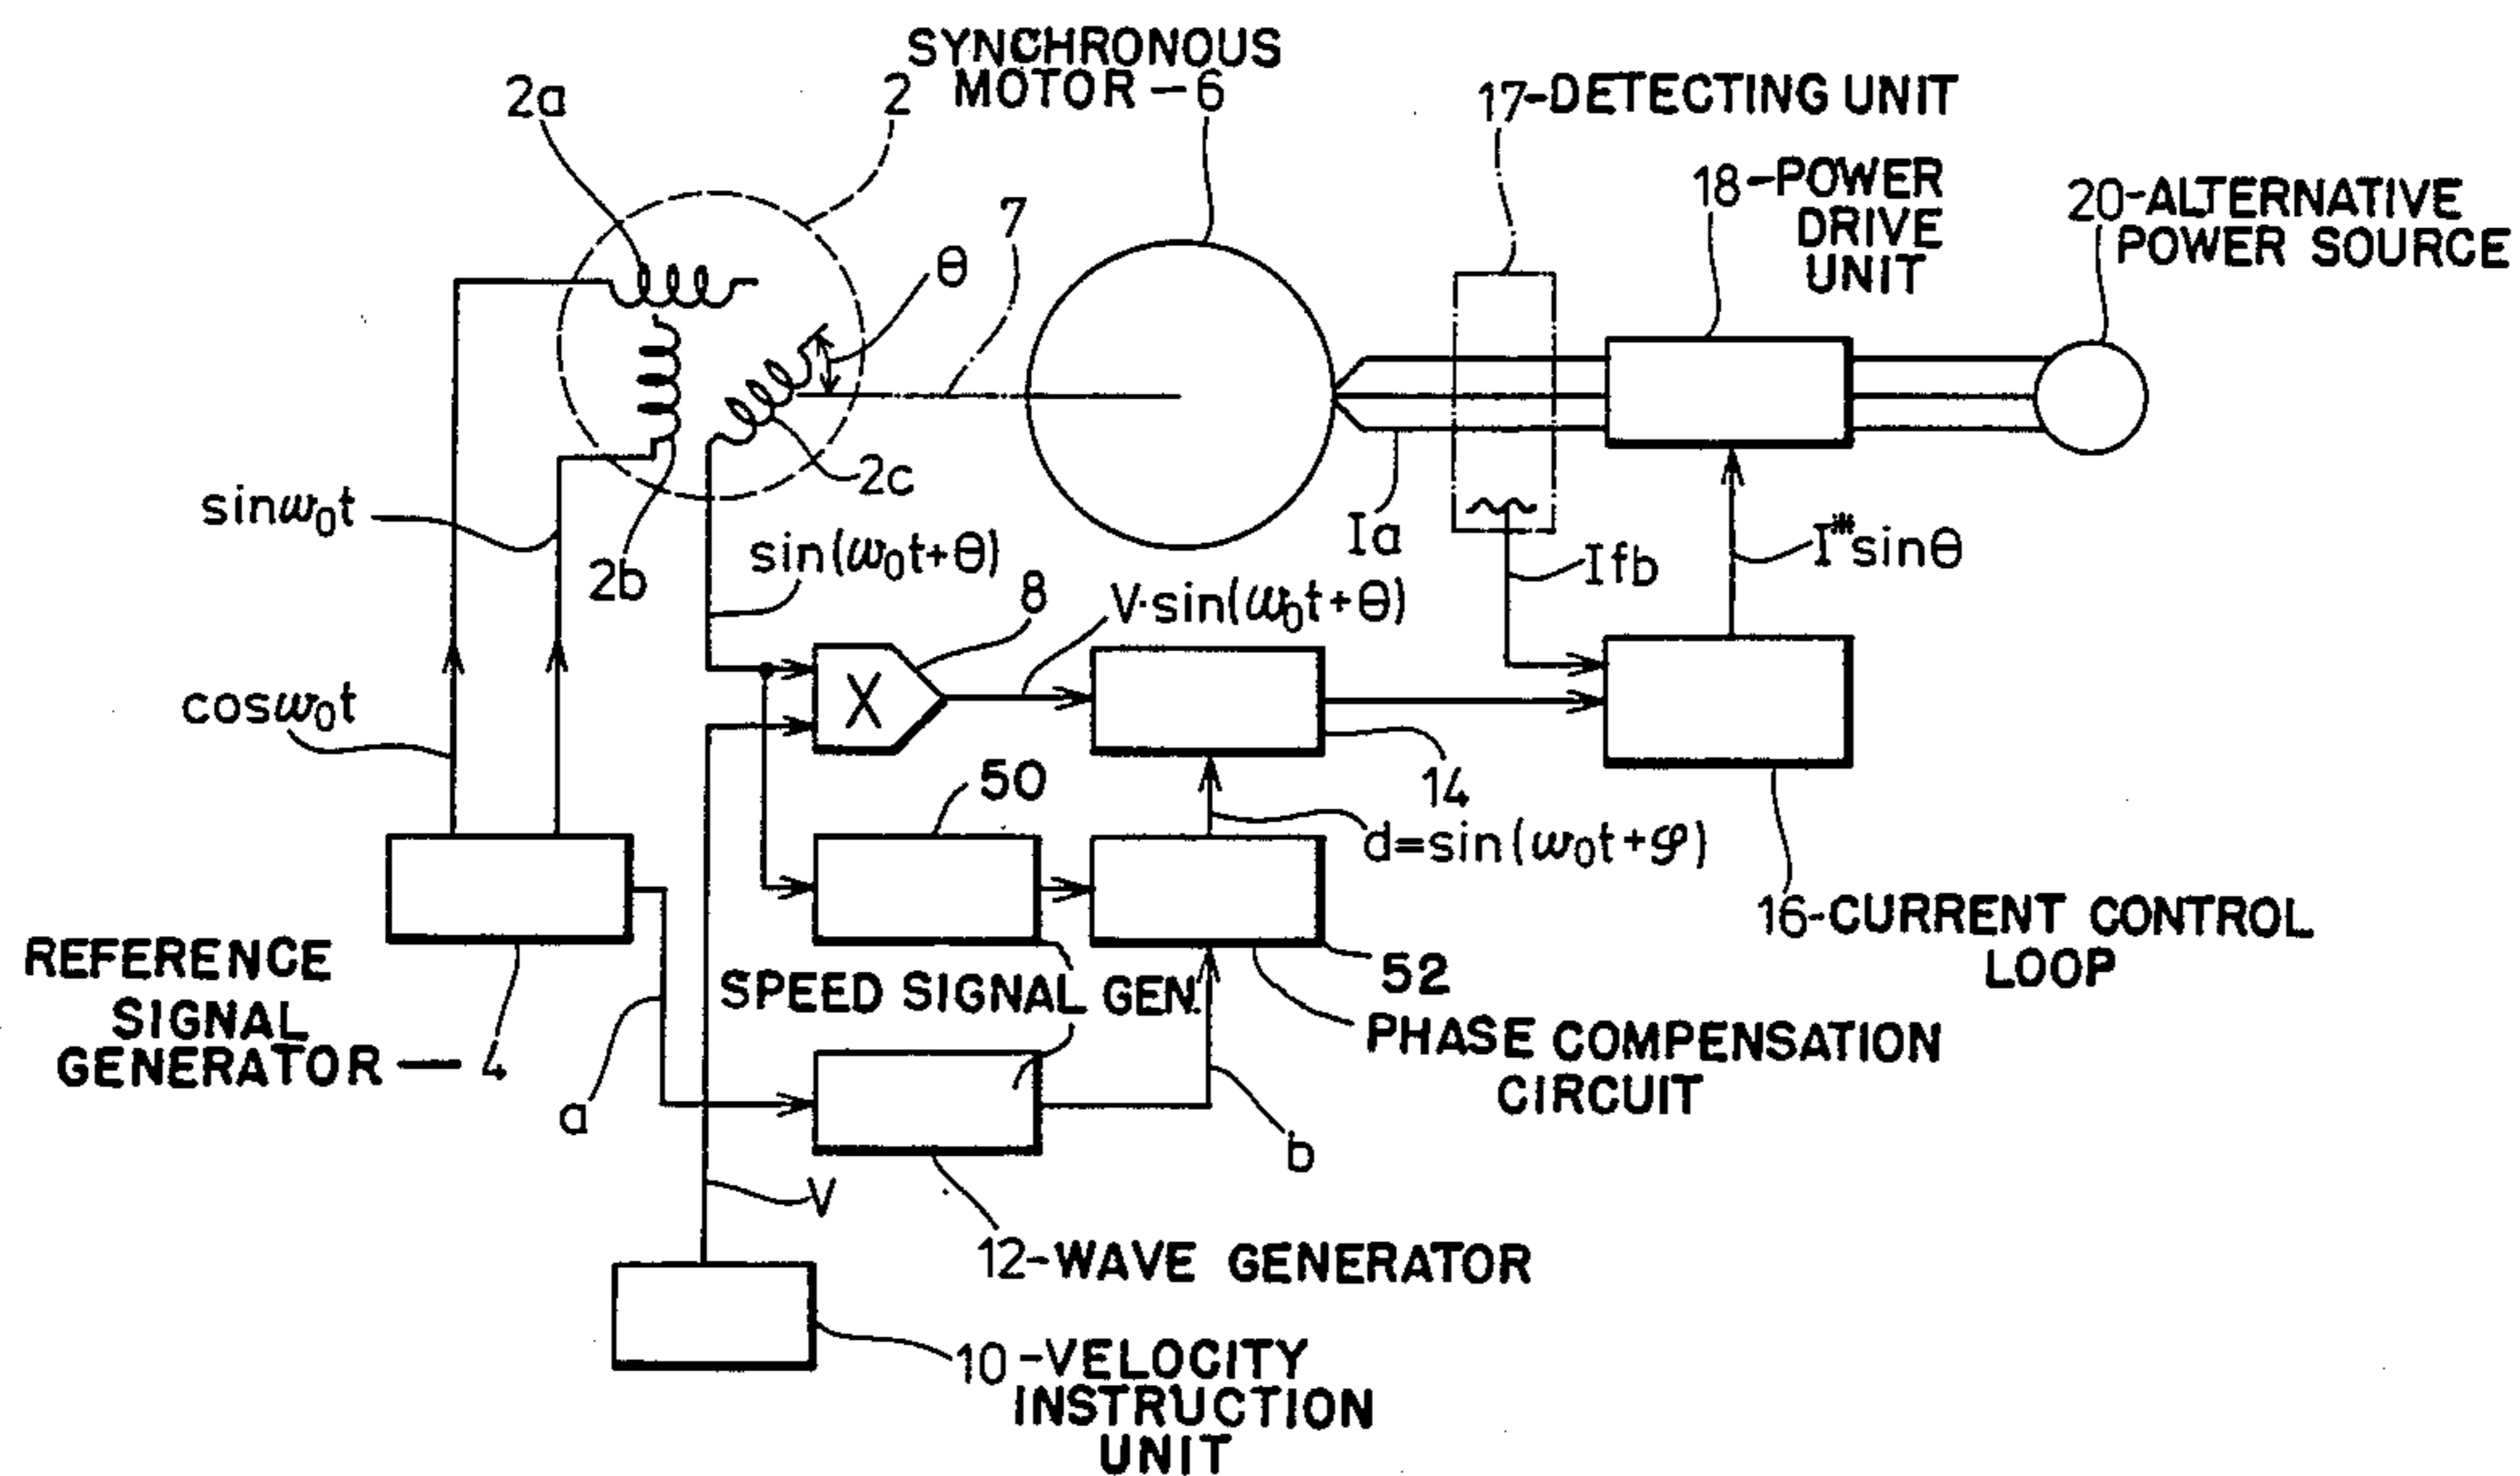 SYNCHRONOUS
MOTOR-6
2a
2
17-DETECTING UNIT
18-POWER
DRIVE
UNIT
20-ALTERNATIVE
POWER SOURCE
7
θ
2c
sinω₀t
2b
sin(ω₀t+θ)
8
V·sin(ω₀t+θ)
Ia
Ifb
I*sinθ
cosω₀t
X
50
14
d=sin(ω₀t+φ)
REFERENCE
SIGNAL
GENERATOR-4
SPEED SIGNAL GEN.
52
16-CURRENT CONTROL
LOOP
PHASE COMPENSATION
CIRCUIT
a
b
V
12-WAVE GENERATOR
10-VELOCITY
INSTRUCTION
UNIT